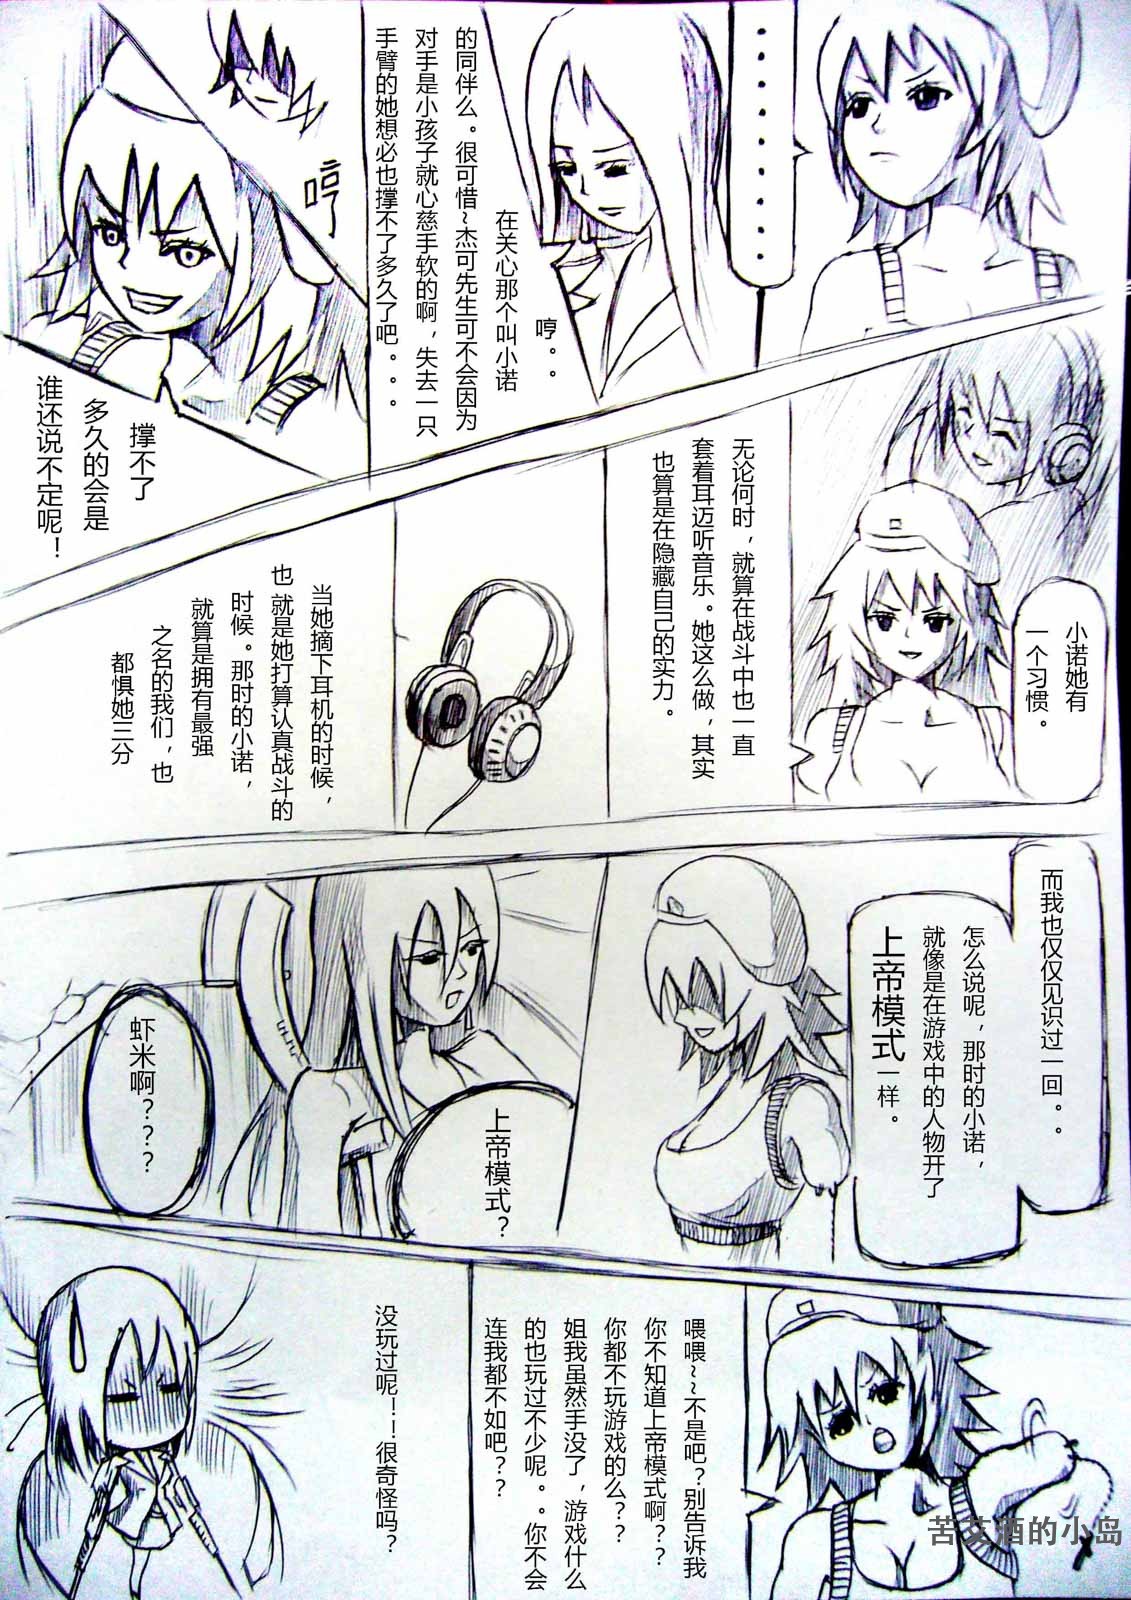 ......
哼。。
在关心那个叫小诺
的同伴么。很可惜~杰可先生可不会因为
对手是小孩子就心慈手软的啊，失去一只
手臂的她想必也撑不了多久了吧。。。
哼
撑不了
多久的会是
谁还说不定呢！
小诺她有
一个习惯。
无论何时，就算在战斗中也一直
套着耳迈听音乐。她这么做，其实
也算是在隐藏自己的实力。
当她摘下耳机的时候，
也 就是她打算认真战斗的
时候。那时的小诺，
就算是拥有最强
之名的我们，也
都惧她三分
而我也仅仅见识过一回。。
怎么说呢，那时的小诺，
就像是在游戏中的人物开了
上帝模式一样。
上帝模式？
虾米啊？？？
喂喂~~不是吧？别告诉我
你不知道上帝模式啊？？
你都不玩游戏的么？？
姐我虽然手没了，游戏什么
的也玩过不少呢。。你不会
连我都不如吧？？
没玩过呢！！很奇怪吗？
苦艾酒的小岛